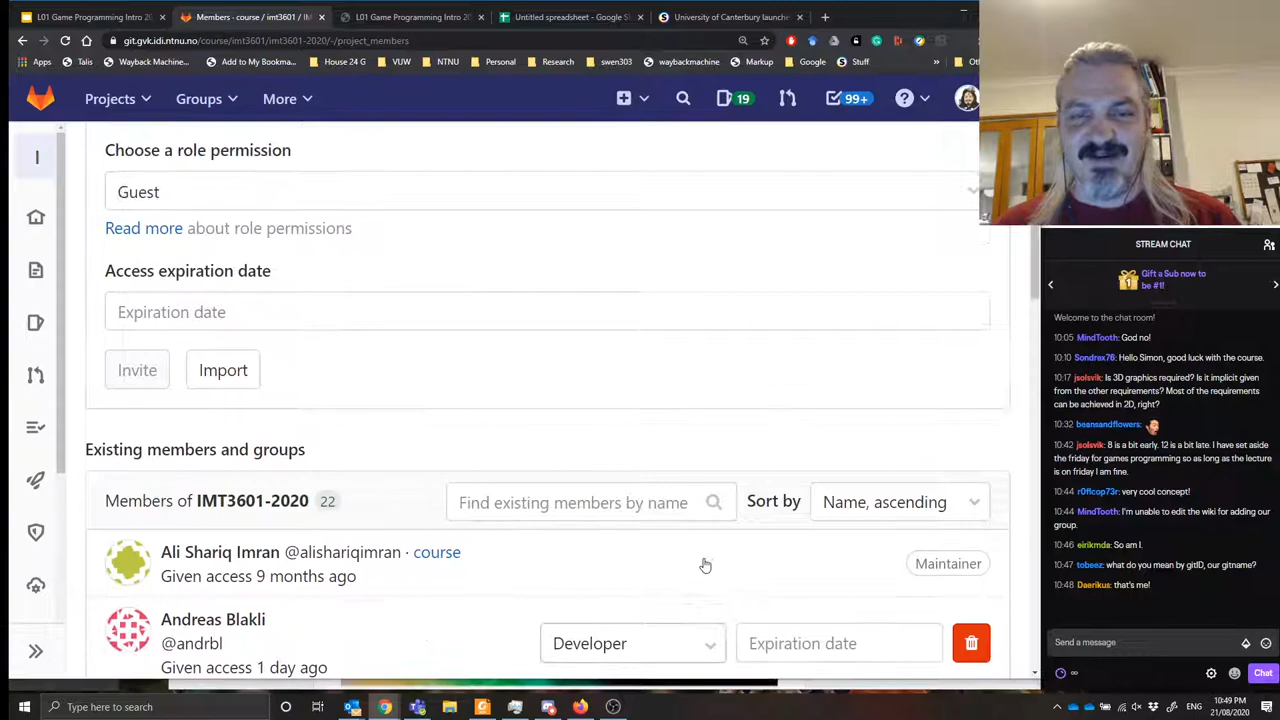 L01 Game Programming Intro 20
Members · course / imt3601 / IM
L01 Game Programming Intro 20
Untitled spreadsheet - Google S
University of Canterbury launche
git.gvk.idi.ntnu.no/course/imt3601/imt3601-2020/-/project_members
Apps Talis Wayback Machine... Add to My Bookma... House 24 G VUW NTNU Personal Research swen303 waybackmachine Markup Google Stuff » Ot
Projects Groups More 19 99+
Choose a role permission
Guest
Read more about role permissions
Access expiration date
Expiration date
Invite Import
Existing members and groups
Members of IMT3601-2020 22 Find existing members by name Sort by Name, ascending
Ali Shariq Imran @alishariqimran · course
Given access 9 months ago
Maintainer
Andreas Blakli
@andrbl
Given access 1 day ago
Developer Expiration date
STREAM CHAT
Gift a Sub now to
be #1!
1
Welcome to the chat room!
10:05 MindTooth: God no!
10:10 Sondrex76: Hello Simon, good luck with the course.
10:17 jsolsvik: Is 3D graphics required? Is it implicit given
from the other requirements? Most of the requirements
can be achieved in 2D, right?
10:32 beansandflowers:
10:42 jsolsvik: 8 is a bit early. 12 is a bit late. I have set aside
the friday for games programming so as long as the lecture
is on friday I am fine.
10:44 r0flcop73r: very cool concept!
10:44 MindTooth: I'm unable to edit the wiki for adding our
group.
10:46 eirikmda: So am I.
10:47 tobeez: what do you mean by gitID, our gitname?
10:48 Daerikus: that's me!
Send a message
Chat
Type here to search
ENG
10:49 PM
21/08/2020